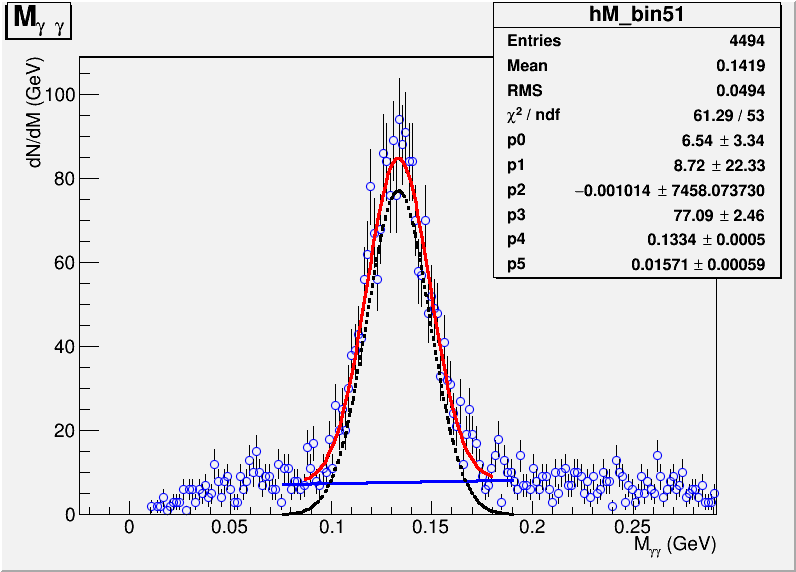 M γ γ
hM_bin51
Entries 4494
Mean 0.1419
RMS 0.0494
χ² / ndf 61.29 / 53
p0 6.54 ± 3.34
p1 8.72 ± 22.33
p2 −0.001014 ± 7458.073730
p3 77.09 ± 2.46
p4 0.1334 ± 0.0005
p5 0.01571 ± 0.00059
dN/dM (GeV)
100
80
60
40
20
0
0 0.05 0.1 0.15 0.2 0.25
Mγγ (GeV)